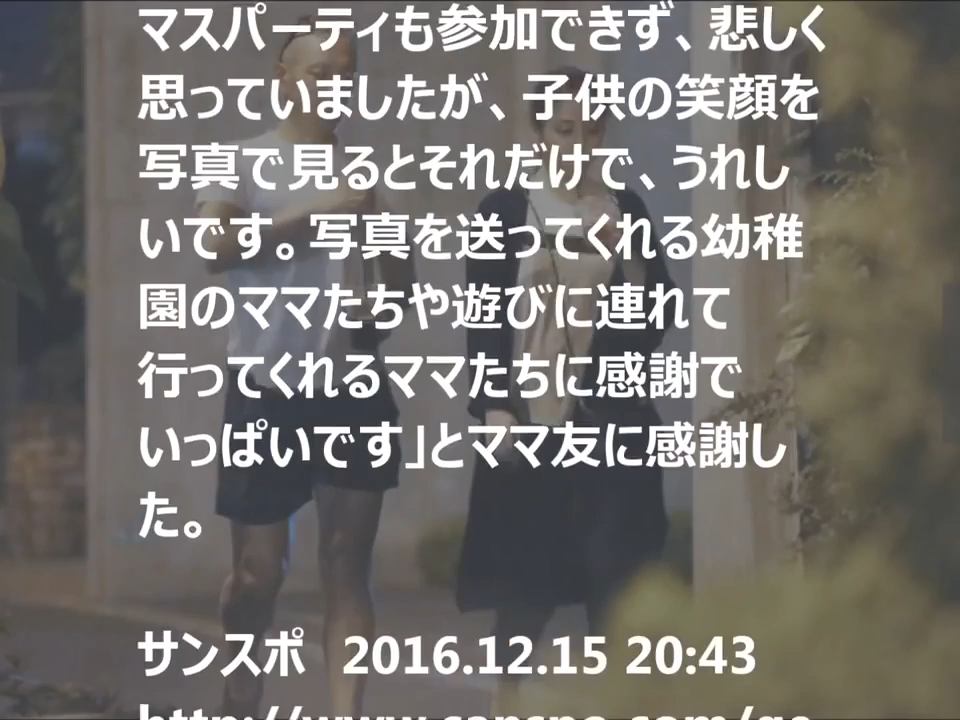 マスパーティも参加できず、悲しく
思っていましたが、子供の笑顔を
写真で見るとそれだけで、うれし
いです。写真を送ってくれる幼稚
園のママたちや遊びに連れて
行ってくれるママたちに感謝で
いっぱいです」とママ友に感謝し
た。
サンスポ 2016.12.15 20:43
http://www.sanspo.com/ge